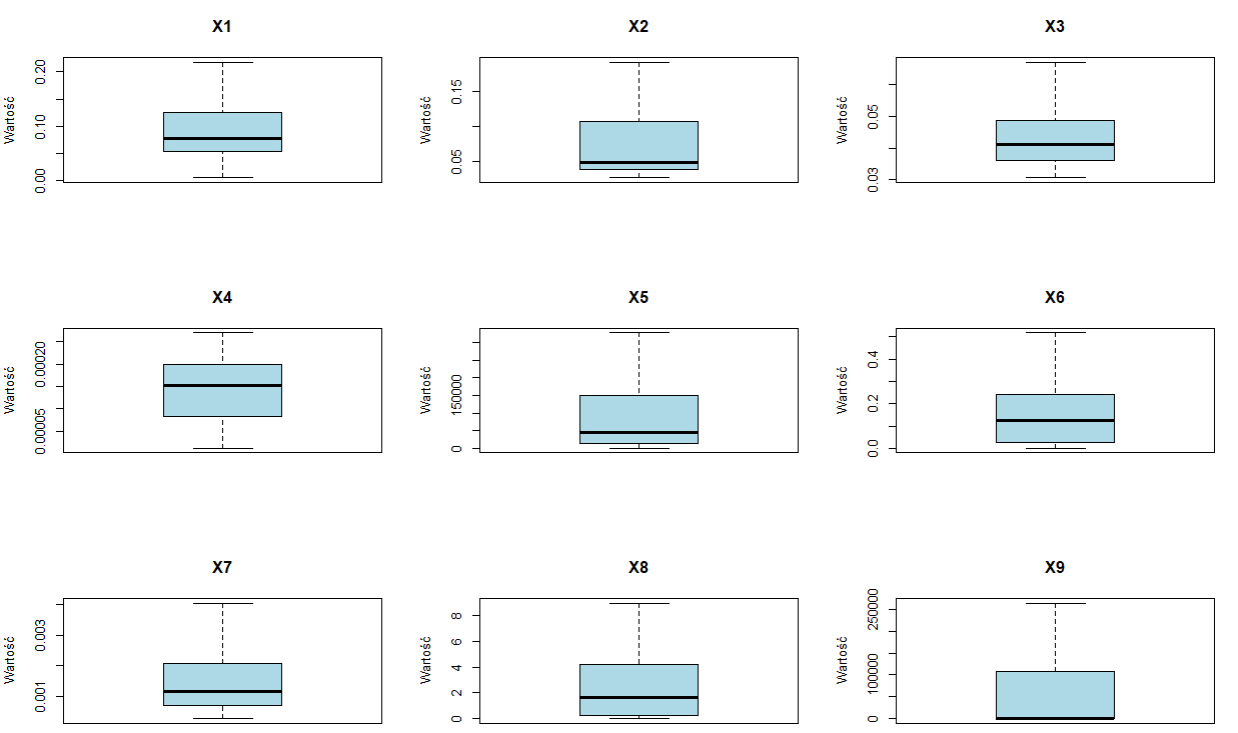 X1
Wartość
0.00
0.10
0.20
X2
Wartość
0.05
0.15
X3
Wartość
0.03
0.05
X4
Wartość
0.00005
0.00020
X5
Wartość
0
150000
X6
Wartość
0.0
0.2
0.4
X7
Wartość
0.001
0.003
X8
Wartość
0
2
4
6
8
X9
Wartość
0
100000
250000